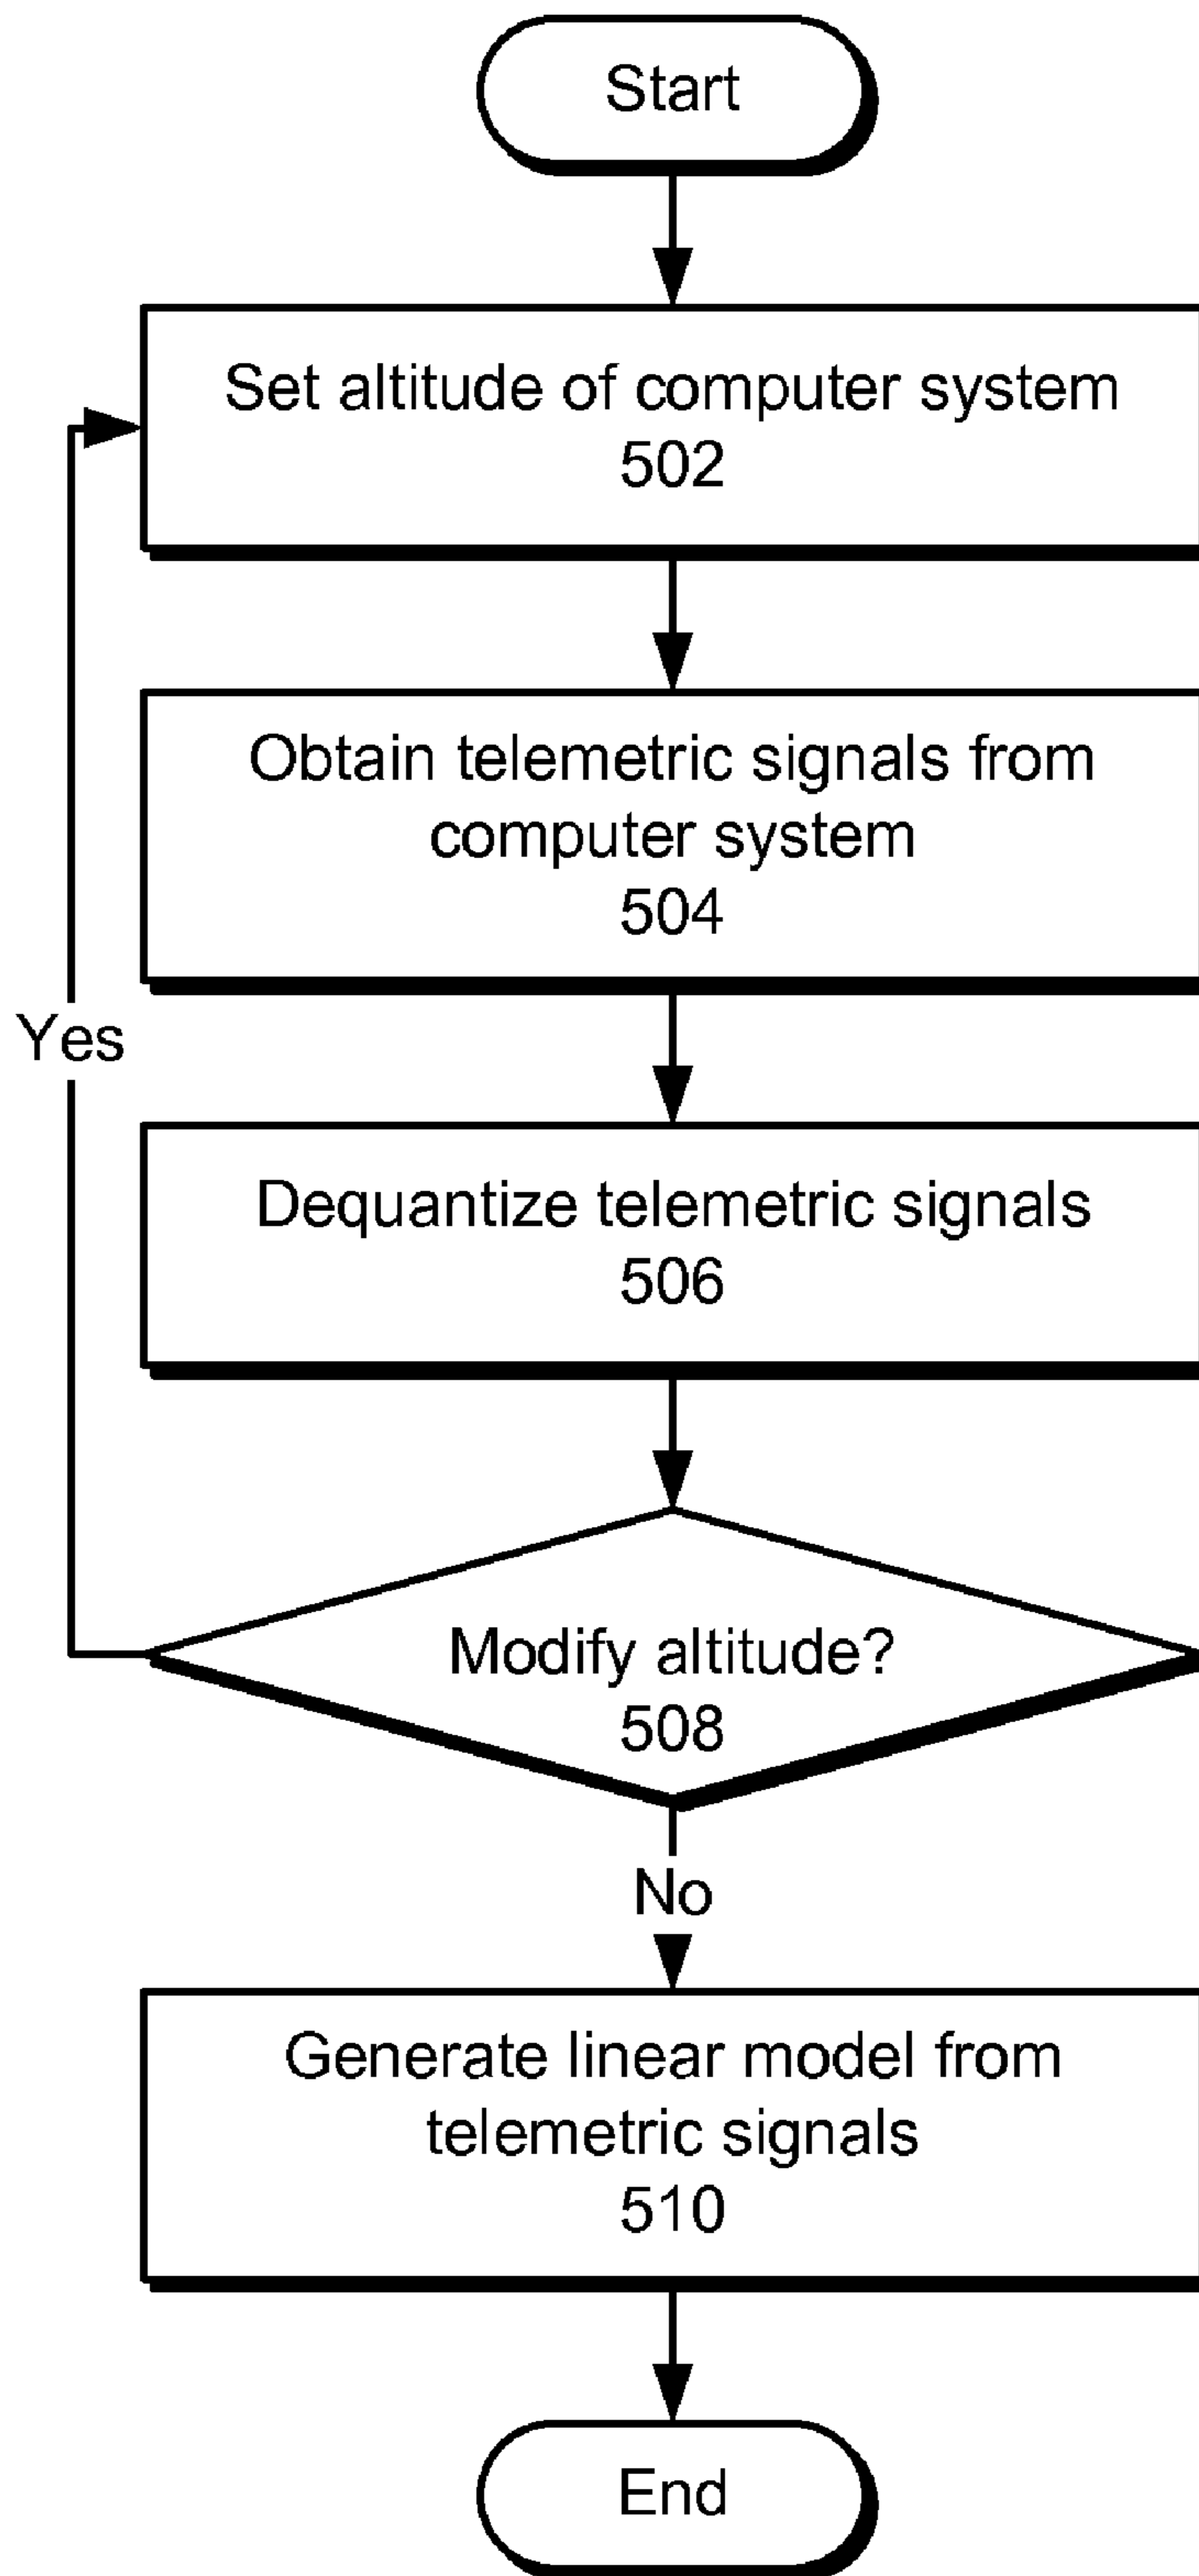 Start
Set altitude of computer system
502
Obtain telemetric signals from
computer system
504
Yes
Dequantize telemetric signals
506
Modify altitude?
508
No
Generate linear model from
telemetric signals
510
End